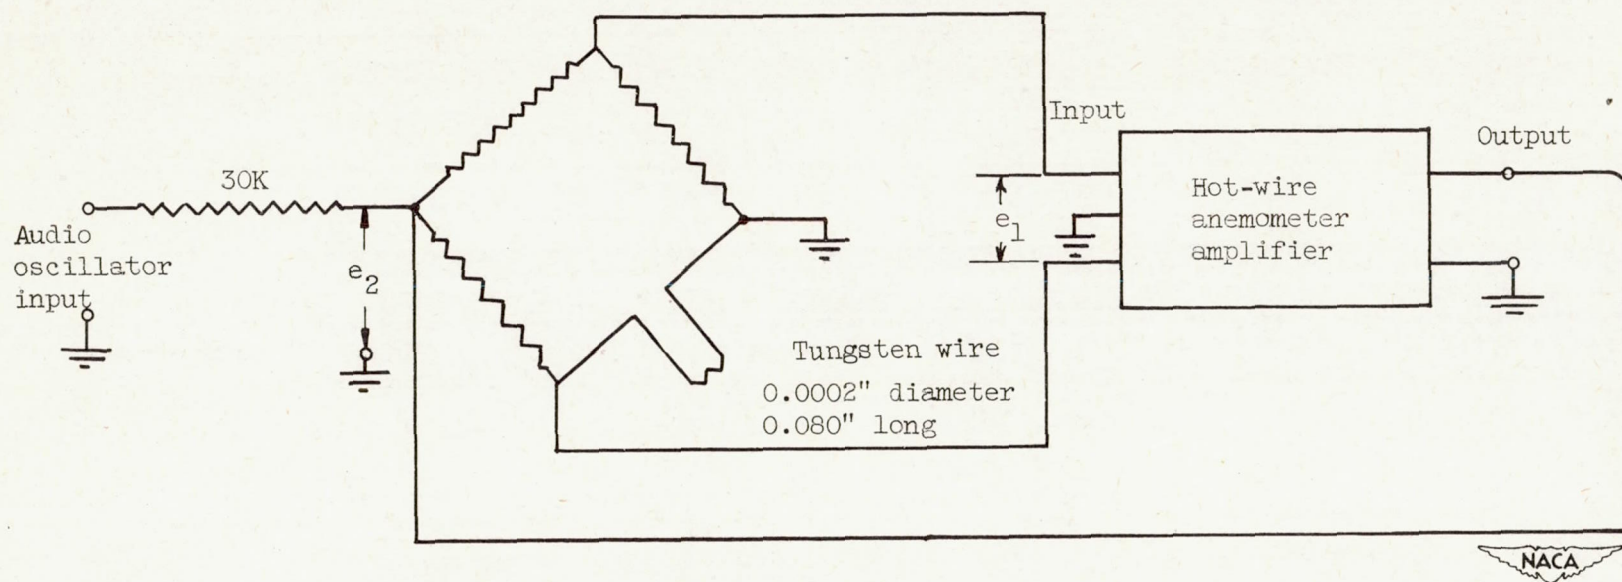 Input
Output
30K
Hot-wire
anemometer
amplifier
e1
Audio
oscillator
input
e2
Tungsten wire
0.0002" diameter
0.080" long
NACA